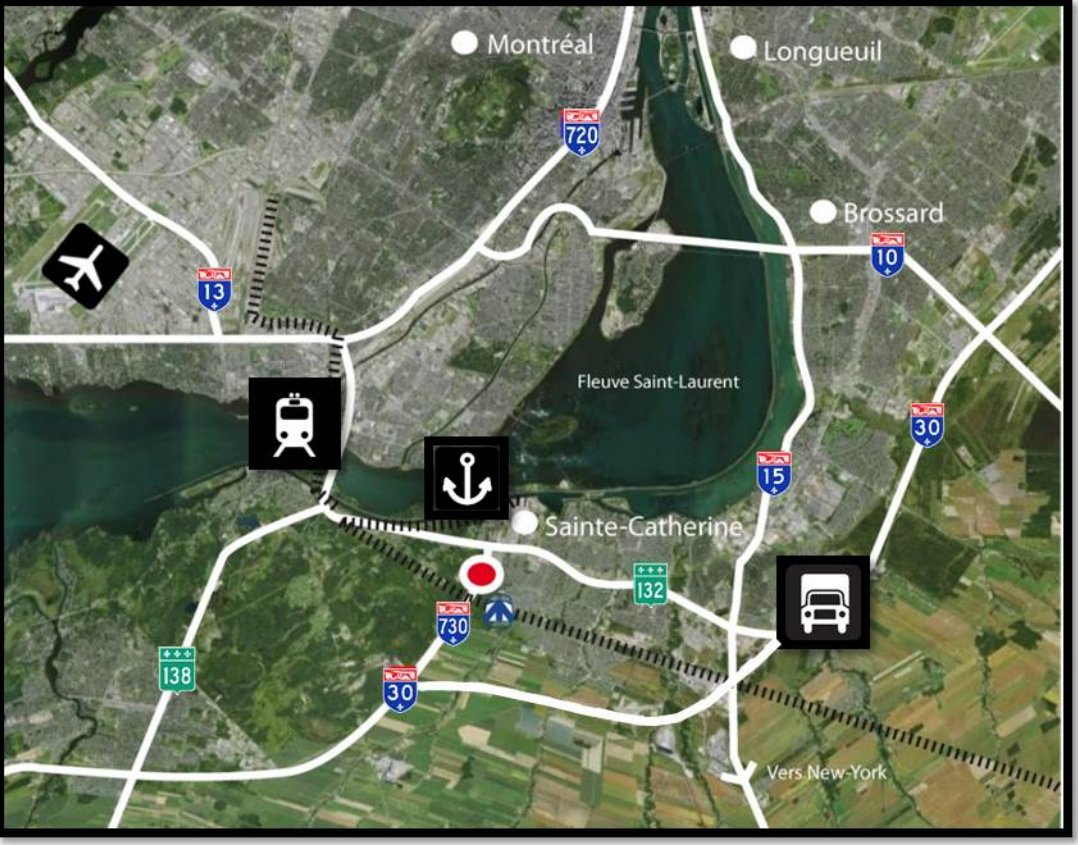 Montréal
Longueuil
720
Brossard
10
13
Fleuve Saint-Laurent
30
15
Sainte-Catherine
132
730
138
30
Vers New-York